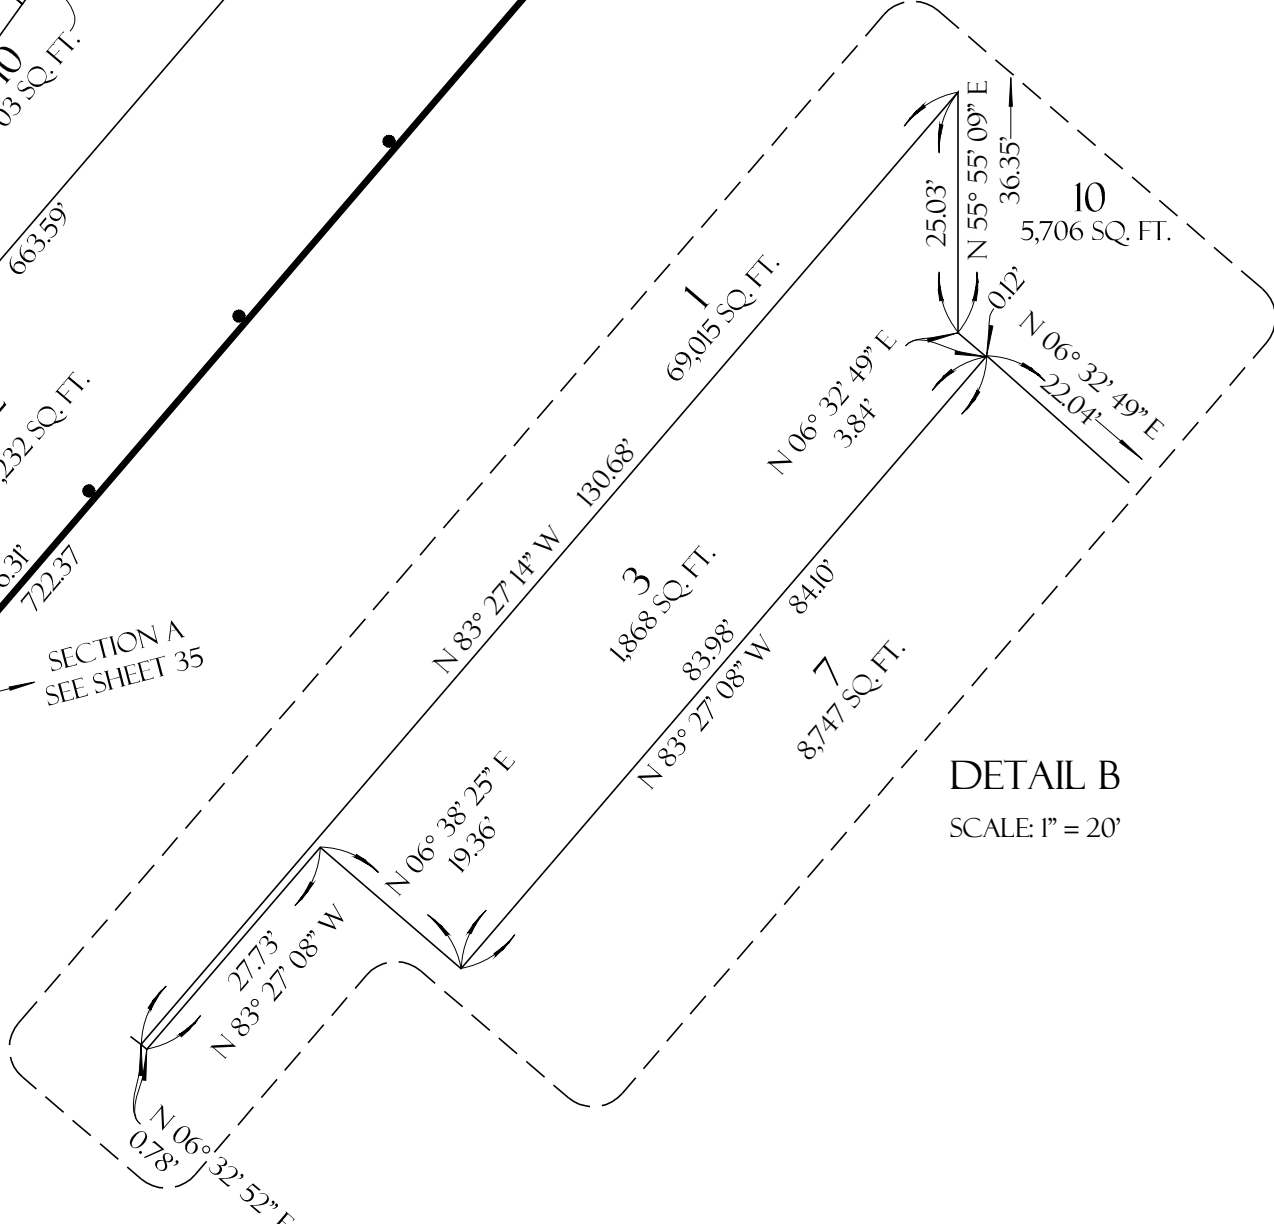 10
03 SQ. FT.
663.59'
,232 SQ. FT.
6.31'
722.37
SECTION A
SEE SHEET 35
N 55° 55' 09" E
36.35'
25.03'
10
5,706 SQ. FT.
0.12'
N 06° 32' 49" E
22.04'
1
69,015 SQ. FT.
N 06° 32' 49" E
3.84'
130.68'
N 83° 27' 14" W
3
1,868 SQ. FT.
84.10'
83.98'
N 83° 27' 08" W
7
8,747 SQ. FT.
DETAIL B
SCALE: 1" = 20'
N 06° 38' 25" E
19.36'
27.73'
N 83° 27' 08" W
N 06° 32' 52" E
0.78'